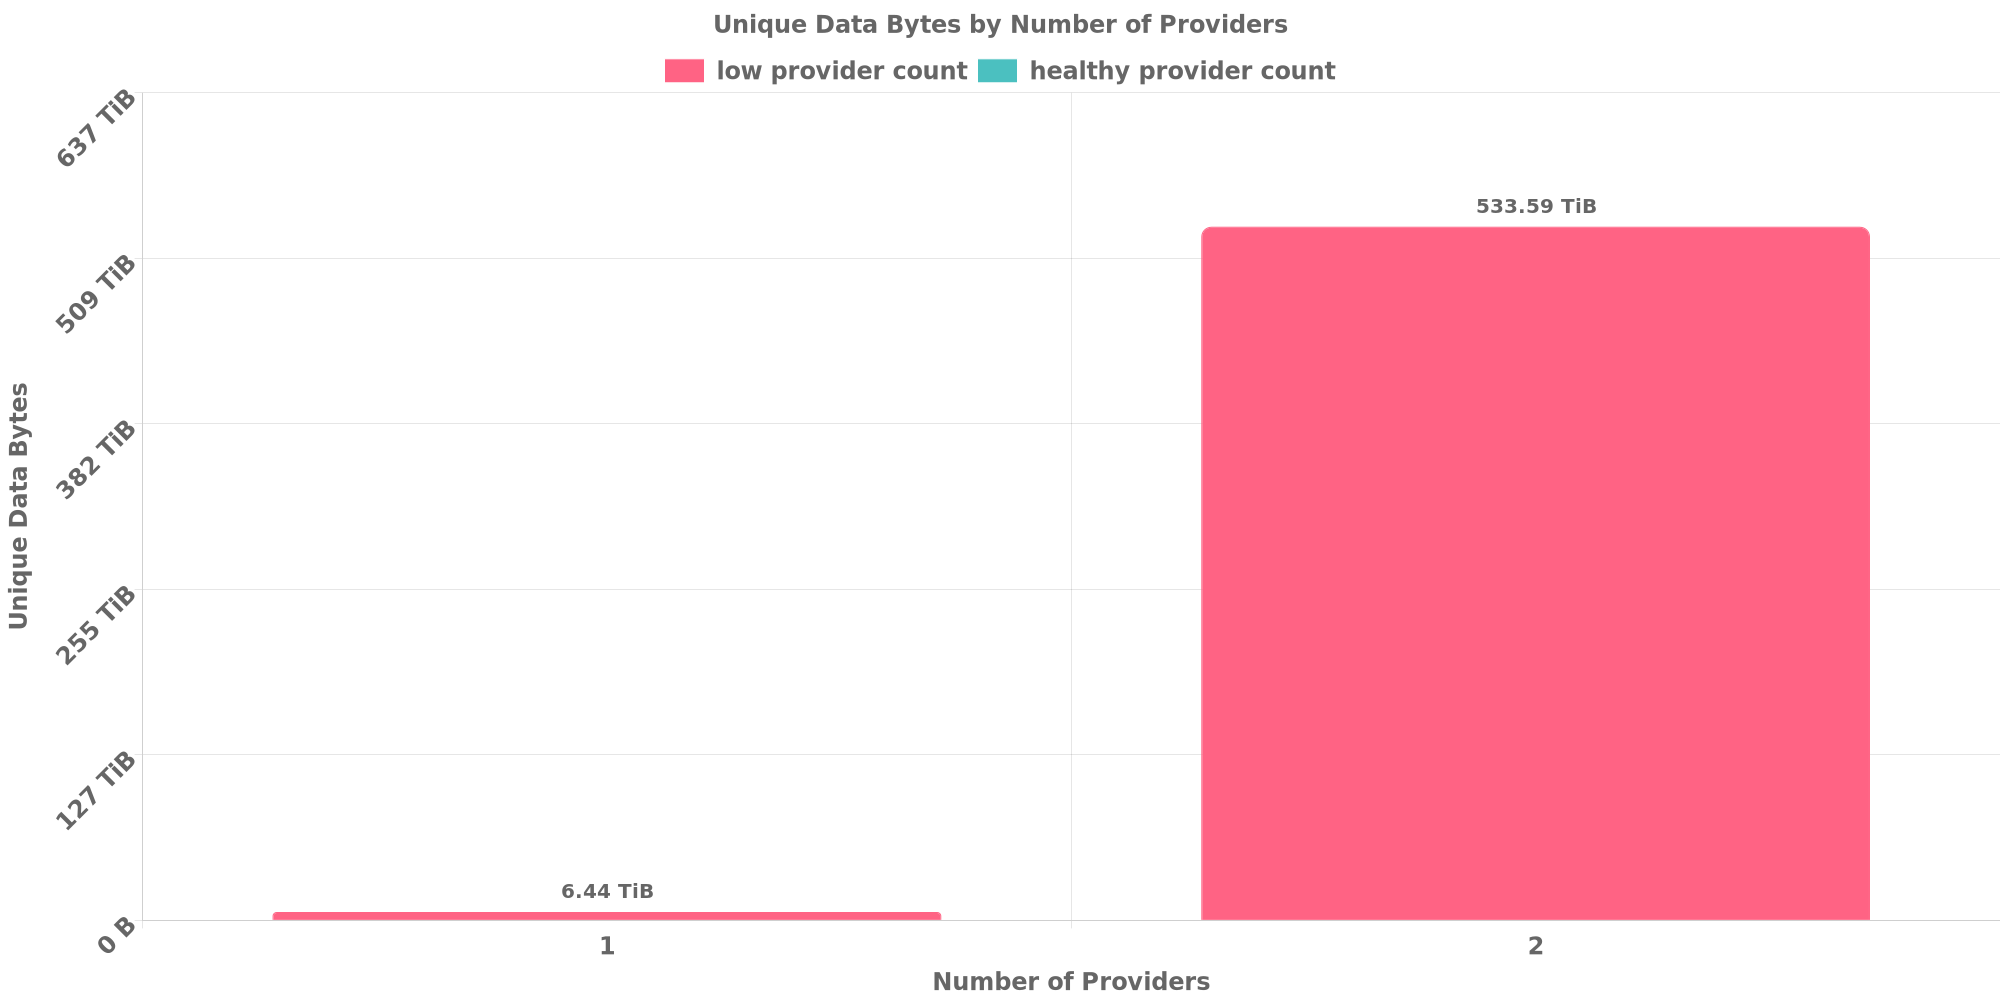 Unique Data Bytes by Number of Providers
low provider count
healthy provider count
637 TiB
509 TiB
382 TiB
255 TiB
127 TiB
0 B
Unique Data Bytes
533.59 TiB
6.44 TiB
1
2
Number of Providers